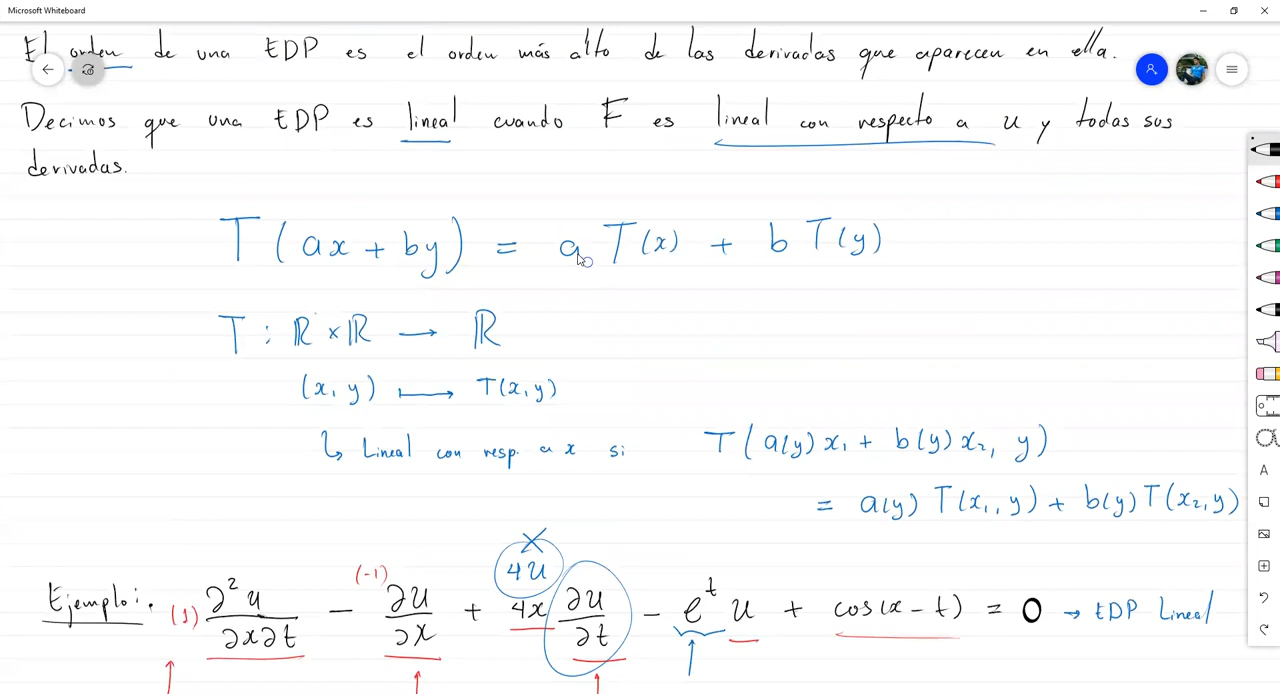 Microsoft Whiteboard
El orden de una EDP es el orden más alto de las derivadas que aparecen en ella.
Decimos que una EDP es lineal cuando F es lineal con respecto a u y todas sus
derivadas.
T(ax + by) = a T(x) + b T(y)
T : ℝ × ℝ → ℝ
(x, y) ⟼ T(x, y)
↳ Lineal con resp. a x si T(a(y) x₁ + b(y) x₂, y)
= a(y) T(x₁, y) + b(y) T(x₂, y)
X
4u
Ejemplo: (1) ∂²u/∂x∂t − (-1) ∂u/∂x + 4x ∂u/∂t − eᵗ u + cos(x − t) = 0 → EDP Lineal
A